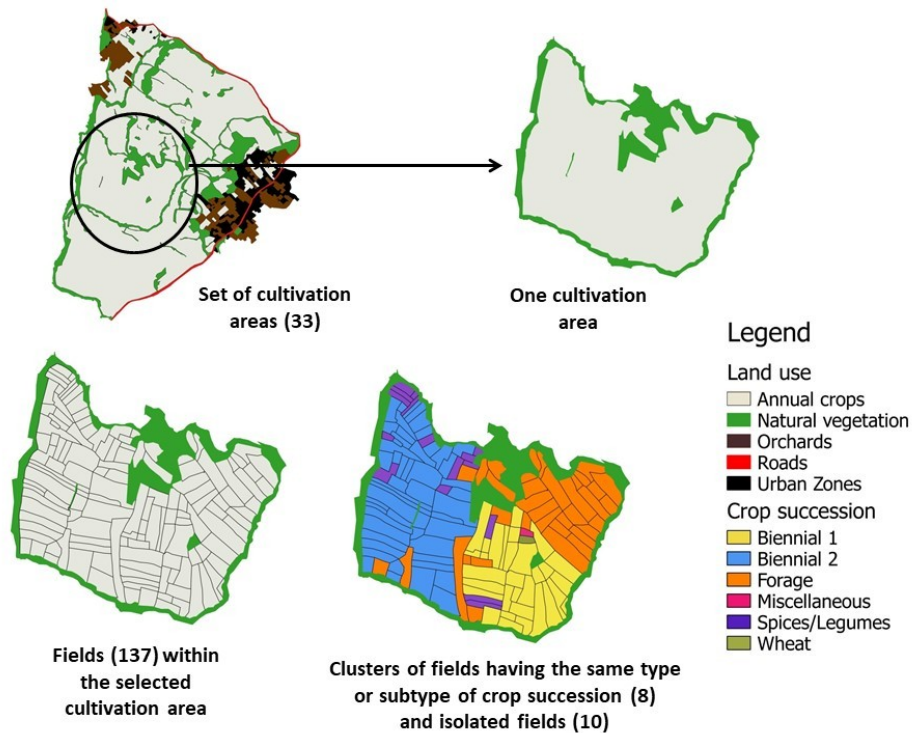 Set of cultivation
areas (33)
One cultivation
area
Legend
Land use
Annual crops
Natural vegetation
Orchards
Roads
Urban Zones
Crop succession
Biennial 1
Biennial 2
Forage
Miscellaneous
Spices/Legumes
Wheat
Fields (137) within
the selected
cultivation area
Clusters of fields having the same type
or subtype of crop succession (8)
and isolated fields (10)